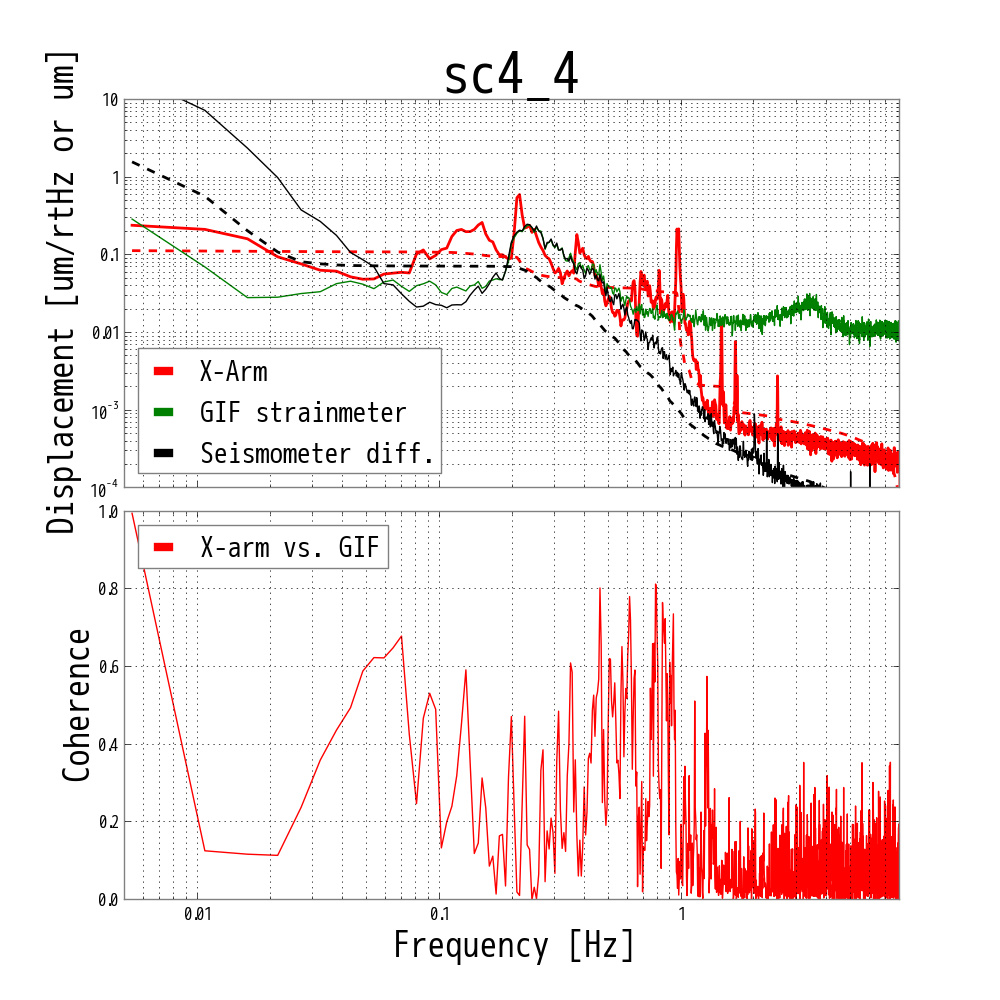 sc4_4
Displacement [um/rtHz or um]
10
1
0.1
0.01
10-3
10-4
X-Arm
GIF strainmeter
Seismometer diff.
Coherence
1.0
0.8
0.6
0.4
0.2
0.0
X-arm vs. GIF
0.01
0.1
1
Frequency [Hz]